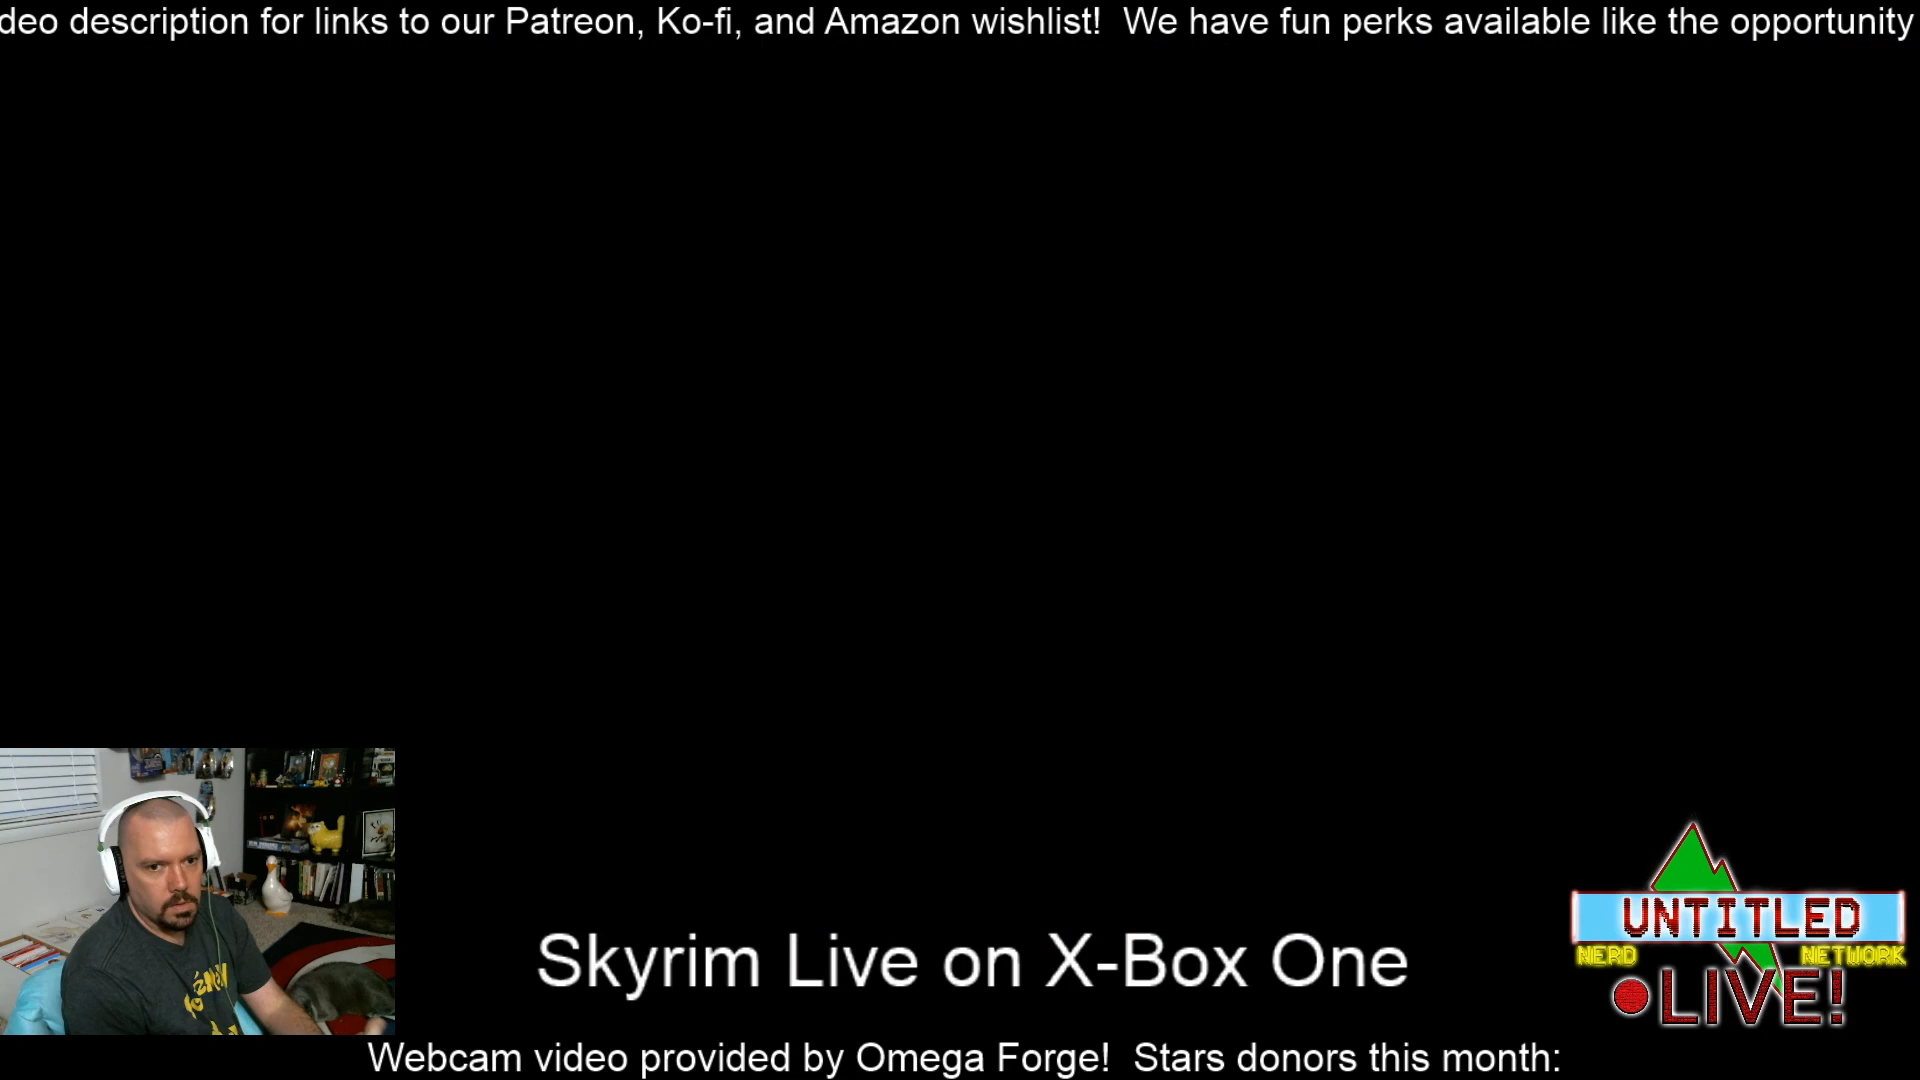 deo description for links to our Patreon, Ko-fi, and Amazon wishlist!  We have fun perks available like the opportunity
Skyrim Live on X-Box One
UNTITLED
NERD NETWORK
LIVE!
Webcam video provided by Omega Forge!  Stars donors this month: